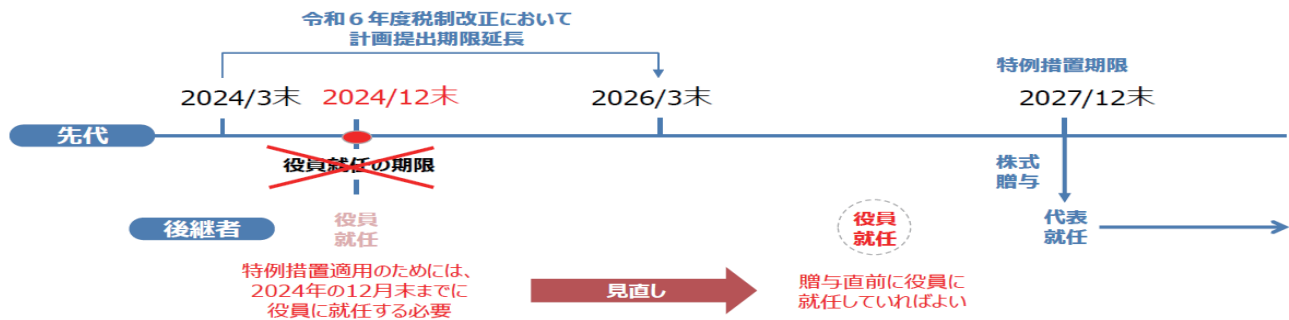 令和６年度税制改正において
計画提出期限延長
特例措置期限
2024/3末
2024/12末
2026/3末
2027/12末
先代
役員就任の期限
株式
贈与
後継者
役員
就任
役員
就任
代表
就任
特例措置適用のためには、
2024年の12月末までに
役員に就任する必要
見直し
贈与直前に役員に
就任していればよい